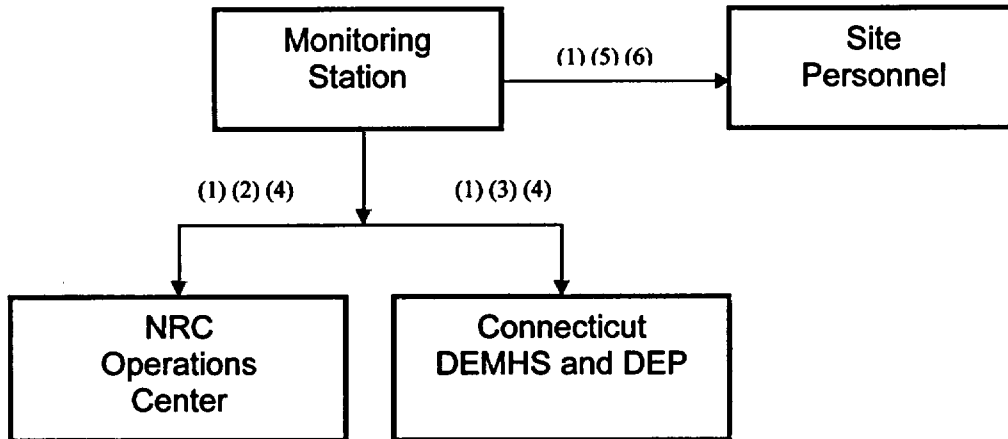 Monitoring
Station
(1) (5) (6)
Site
Personnel
(1) (2) (4)
(1) (3) (4)
NRC
Operations
Center
Connecticut
DEMHS and DEP